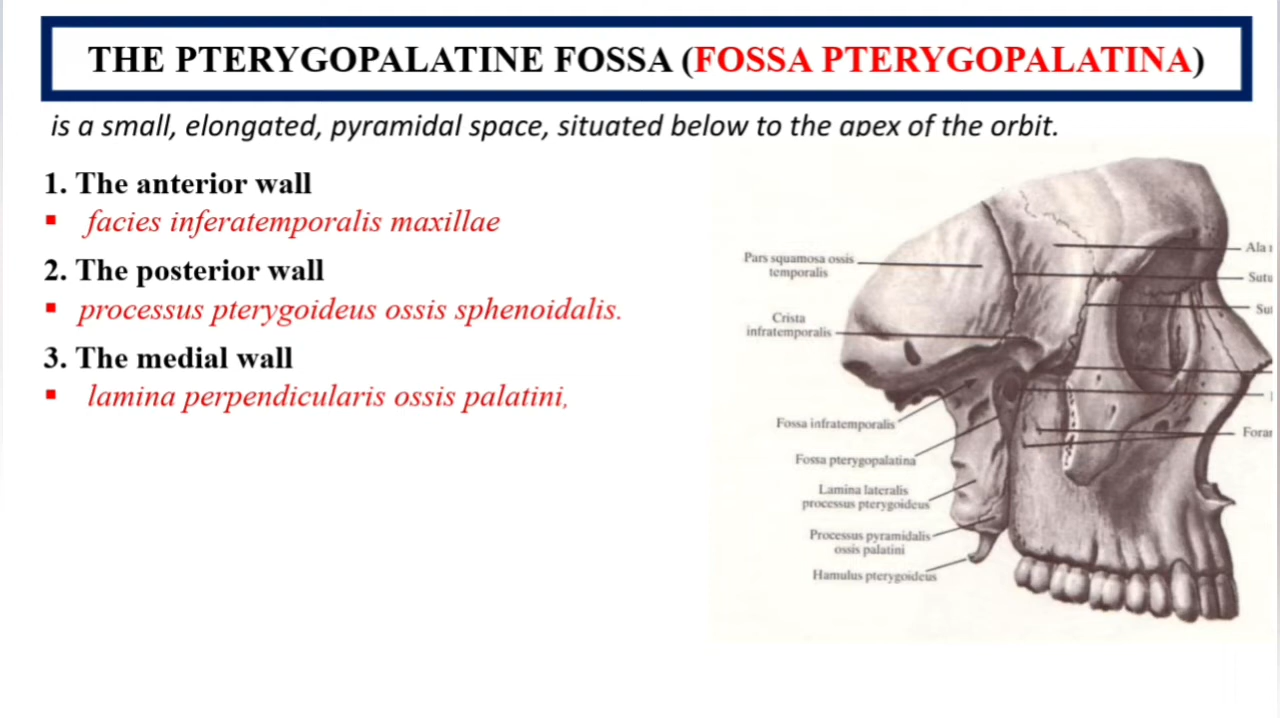 THE PTERYGOPALATINE FOSSA (FOSSA PTERYGOPALATINA)
is a small, elongated, pyramidal space, situated below to the apex of the orbit.
1. The anterior wall
▪ facies inferatemporalis maxillae
2. The posterior wall
▪ processus pterygoideus ossis sphenoidalis.
3. The medial wall
▪ lamina perpendicularis ossis palatini,
Pars squamosa ossis
temporalis
Crista
infratemporalis
Fossa infratemporalis
Fossa pterygopalatina
Lamina lateralis
processus pterygoideus
Processus pyramidalis
ossis palatini
Hamulus pterygoideus
Ala
Sutu
Su
Forar